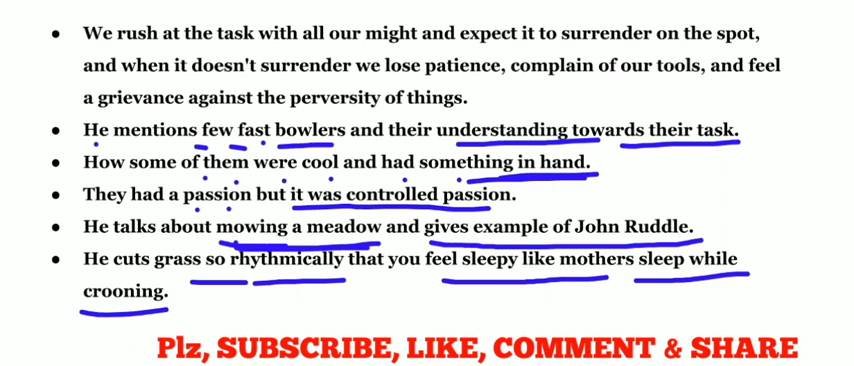 • We rush at the task with all our might and expect it to surrender on the spot,
and when it doesn't surrender we lose patience, complain of our tools, and feel
a grievance against the perversity of things.
• He mentions few fast bowlers and their understanding towards their task.
• How some of them were cool and had something in hand.
• They had a passion but it was controlled passion.
• He talks about mowing a meadow and gives example of John Ruddle.
• He cuts grass so rhythmically that you feel sleepy like mothers sleep while
crooning.
Plz, SUBSCRIBE, LIKE, COMMENT & SHARE